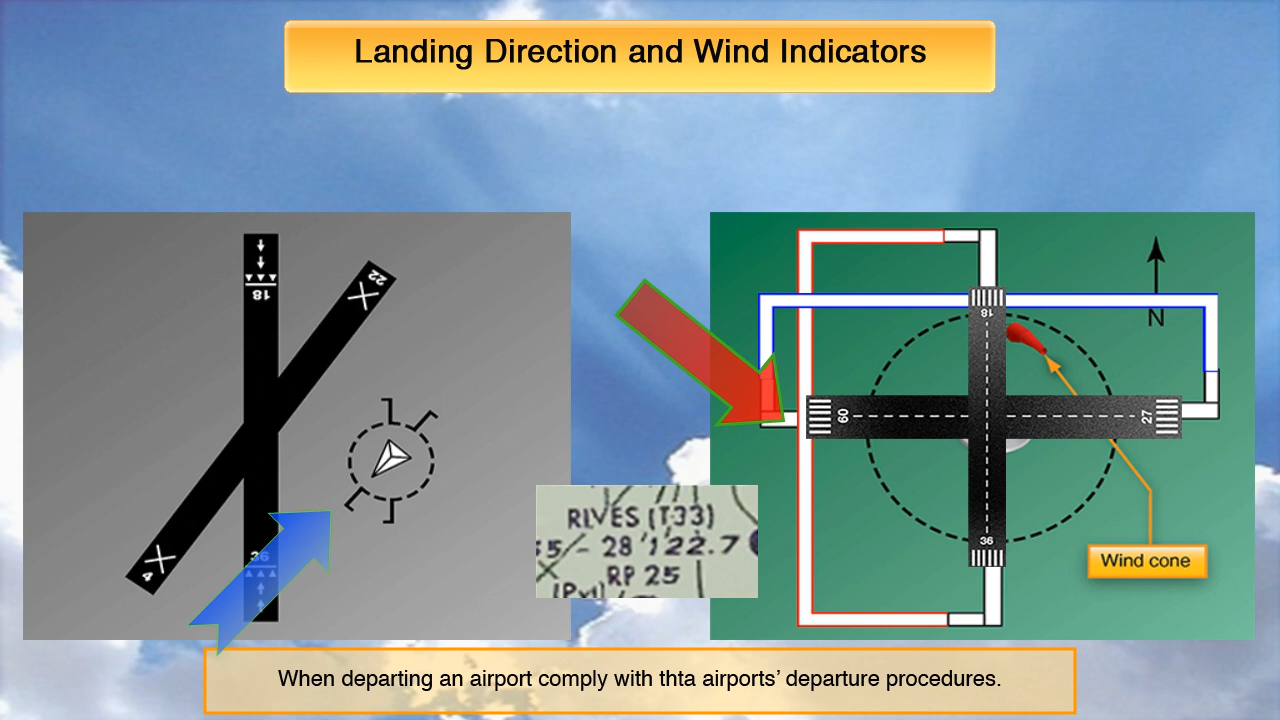 Landing Direction and Wind Indicators
18
22
36
4
18
N
09
27
36
Wind cone
RIVES (T33)
- 28 122.7
RP 25
When departing an airport comply with thta airports’ departure procedures.